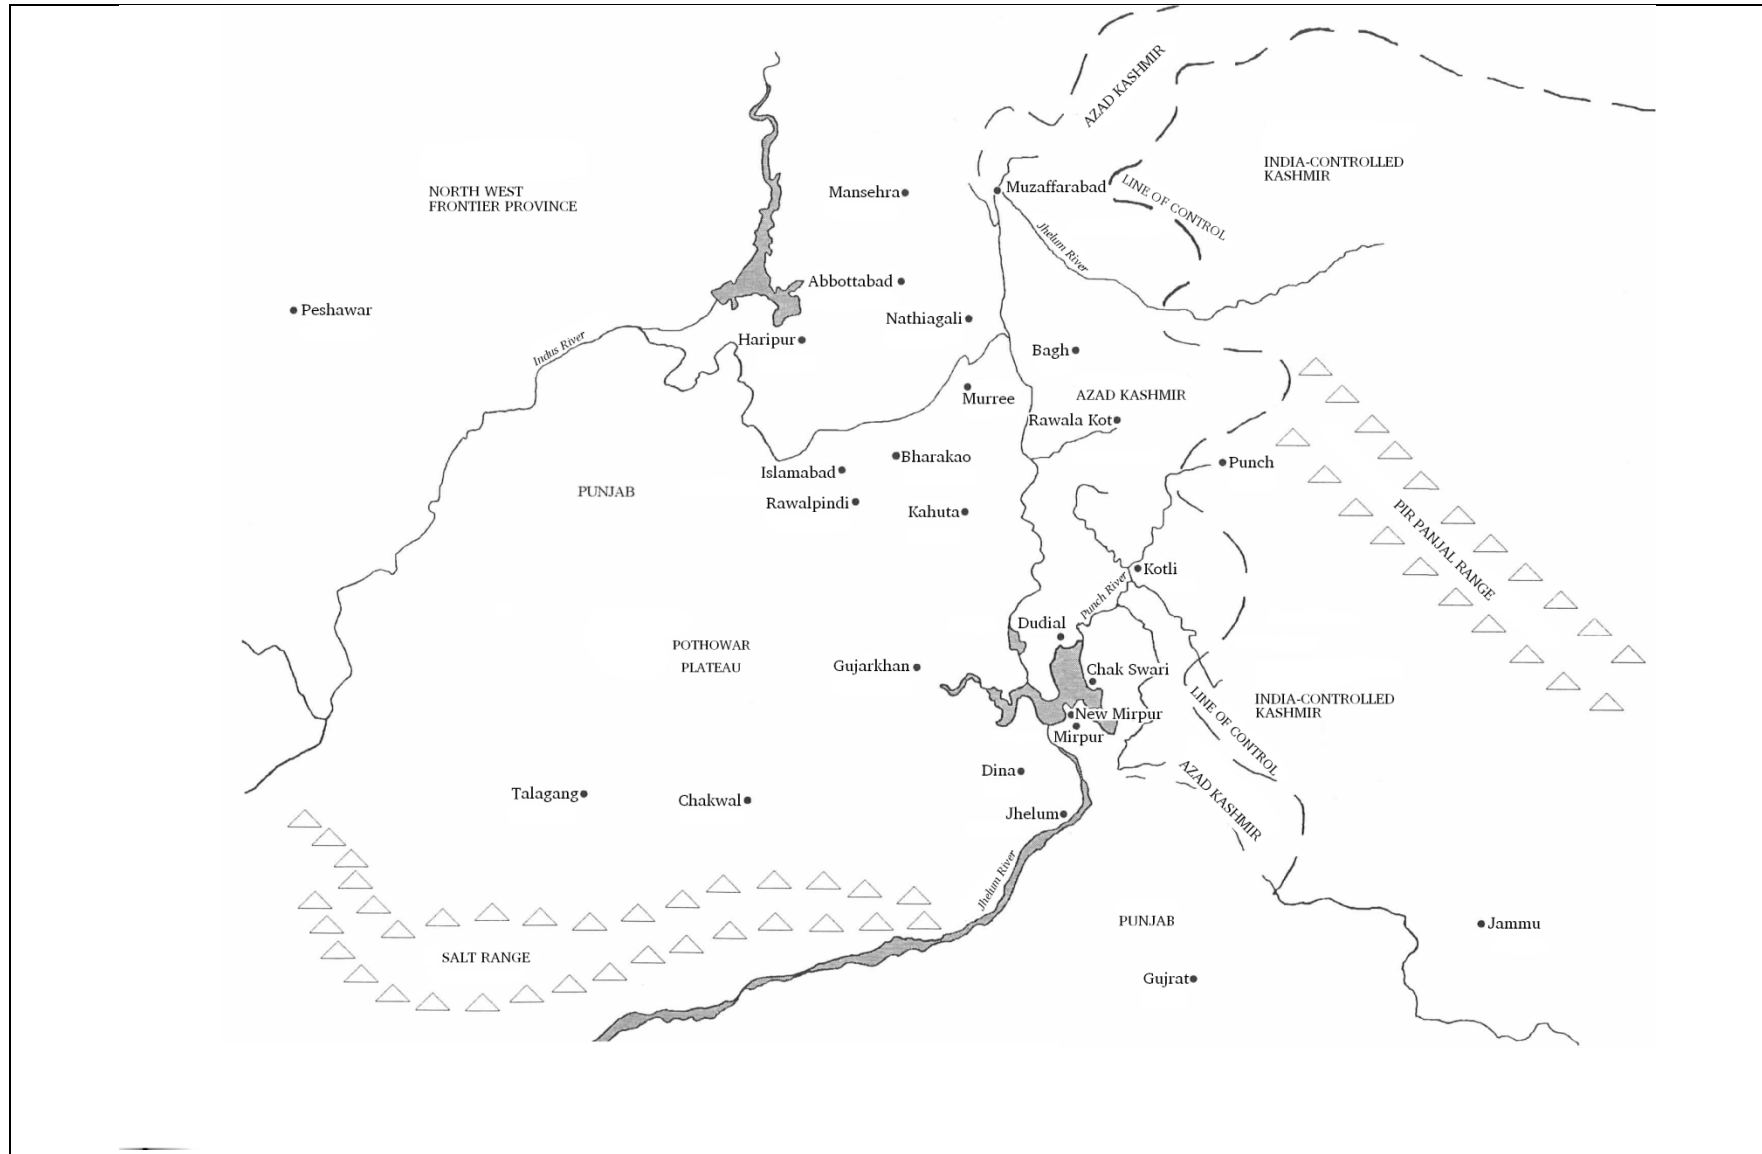 AZAD KASHMIR
INDIA-CONTROLLED
KASHMIR
NORTH WEST
FRONTIER PROVINCE
Mansehra
Muzaffarabad
LINE OF CONTROL
Jhelum River
Abbottabad
Peshawar
Nathiagali
Indus River
Haripur
Bagh
Murree
AZAD KASHMIR
Rawala Kot
Bharakao
Islamabad
Punch
PUNJAB
Rawalpindi
Kahuta
PIR PANJAL RANGE
Kotli
Punch River
Dudial
POTHOWAR
PLATEAU
Gujarkhan
Chak Swari
INDIA-CONTROLLED
KASHMIR
New Mirpur
Mirpur
LINE OF CONTROL
Dina
AZAD KASHMIR
Talagang
Chakwal
Jhelum
Jhelum River
PUNJAB
Jammu
SALT RANGE
Gujrat